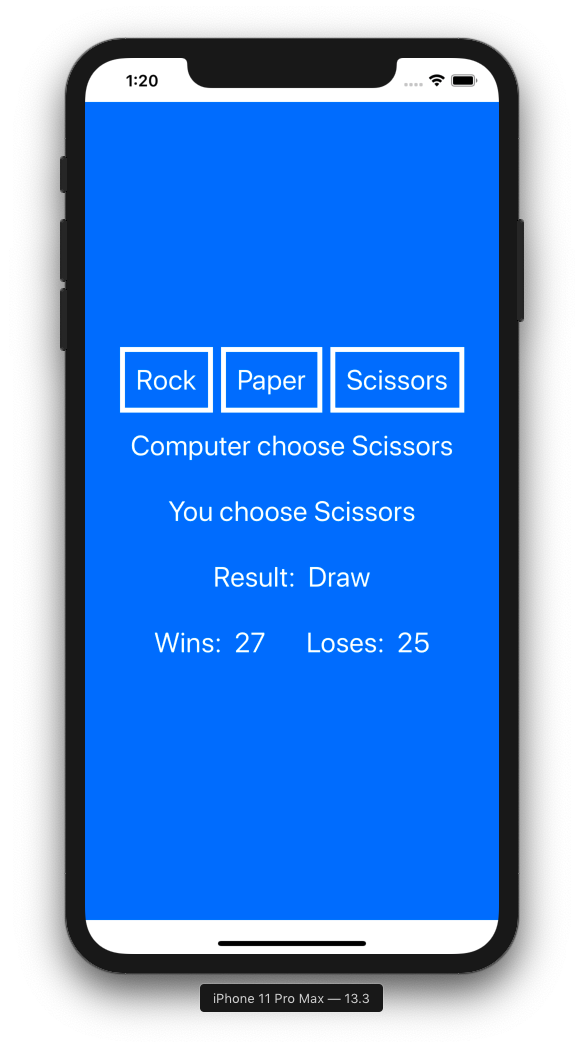 1:20
Rock Paper Scissors
Computer choose Scissors
You choose Scissors
Result: Draw
Wins: 27 Loses: 25
iPhone 11 Pro Max — 13.3